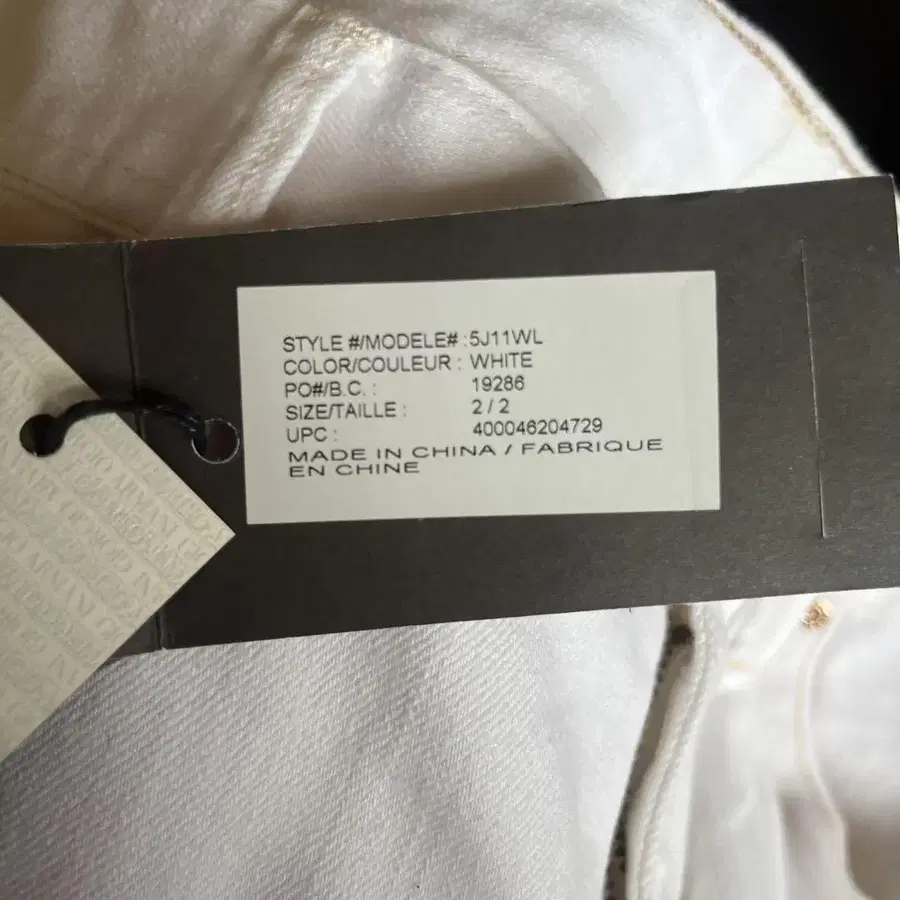 STYLE #/MODELE# : 5J11WL
COLOR/COULEUR : WHITE
PO#/B.C. : 19286
SIZE/TAILLE : 2 / 2
UPC : 400046204729
MADE IN CHINA / FABRIQUE
EN CHINE